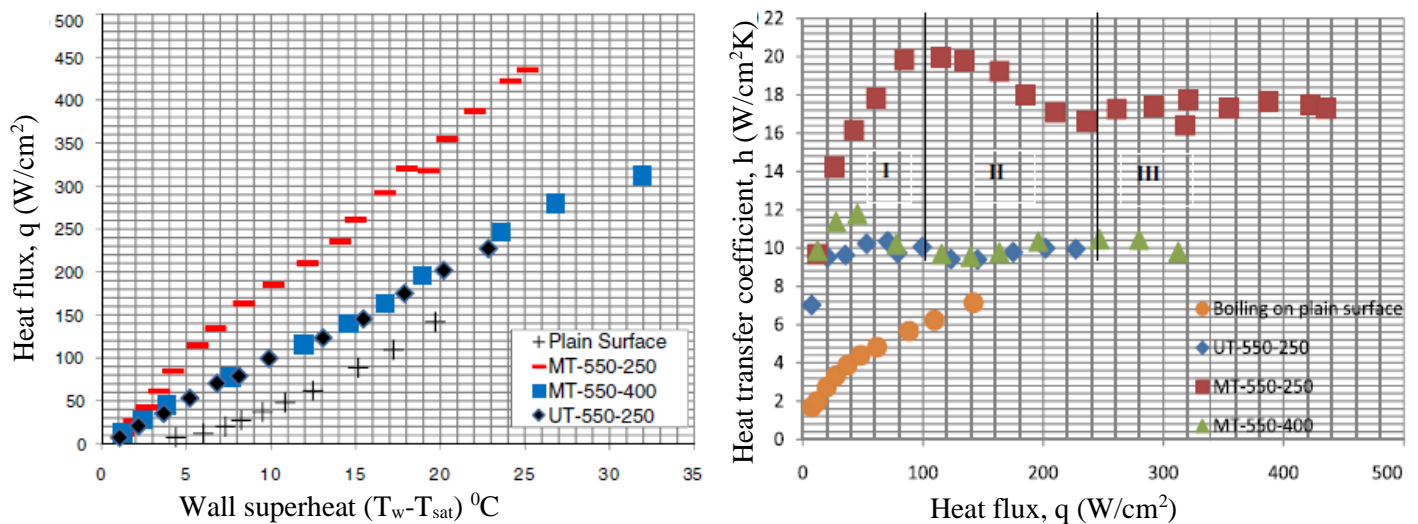 500
450
400
350
300
250
200
150
100
50
0
0 5 10 15 20 25 30 35
Heat flux, q (W/cm²)
Wall superheat (Tw-Tsat) ⁰C
Plain Surface
MT-550-250
MT-550-400
UT-550-250
22
20
18
16
14
12
10
8
6
4
2
0
0 100 200 300 400 500
Heat transfer coefficient, h (W/cm²K)
Heat flux, q (W/cm²)
I II III
Boiling on plain surface
UT-550-250
MT-550-250
MT-550-400